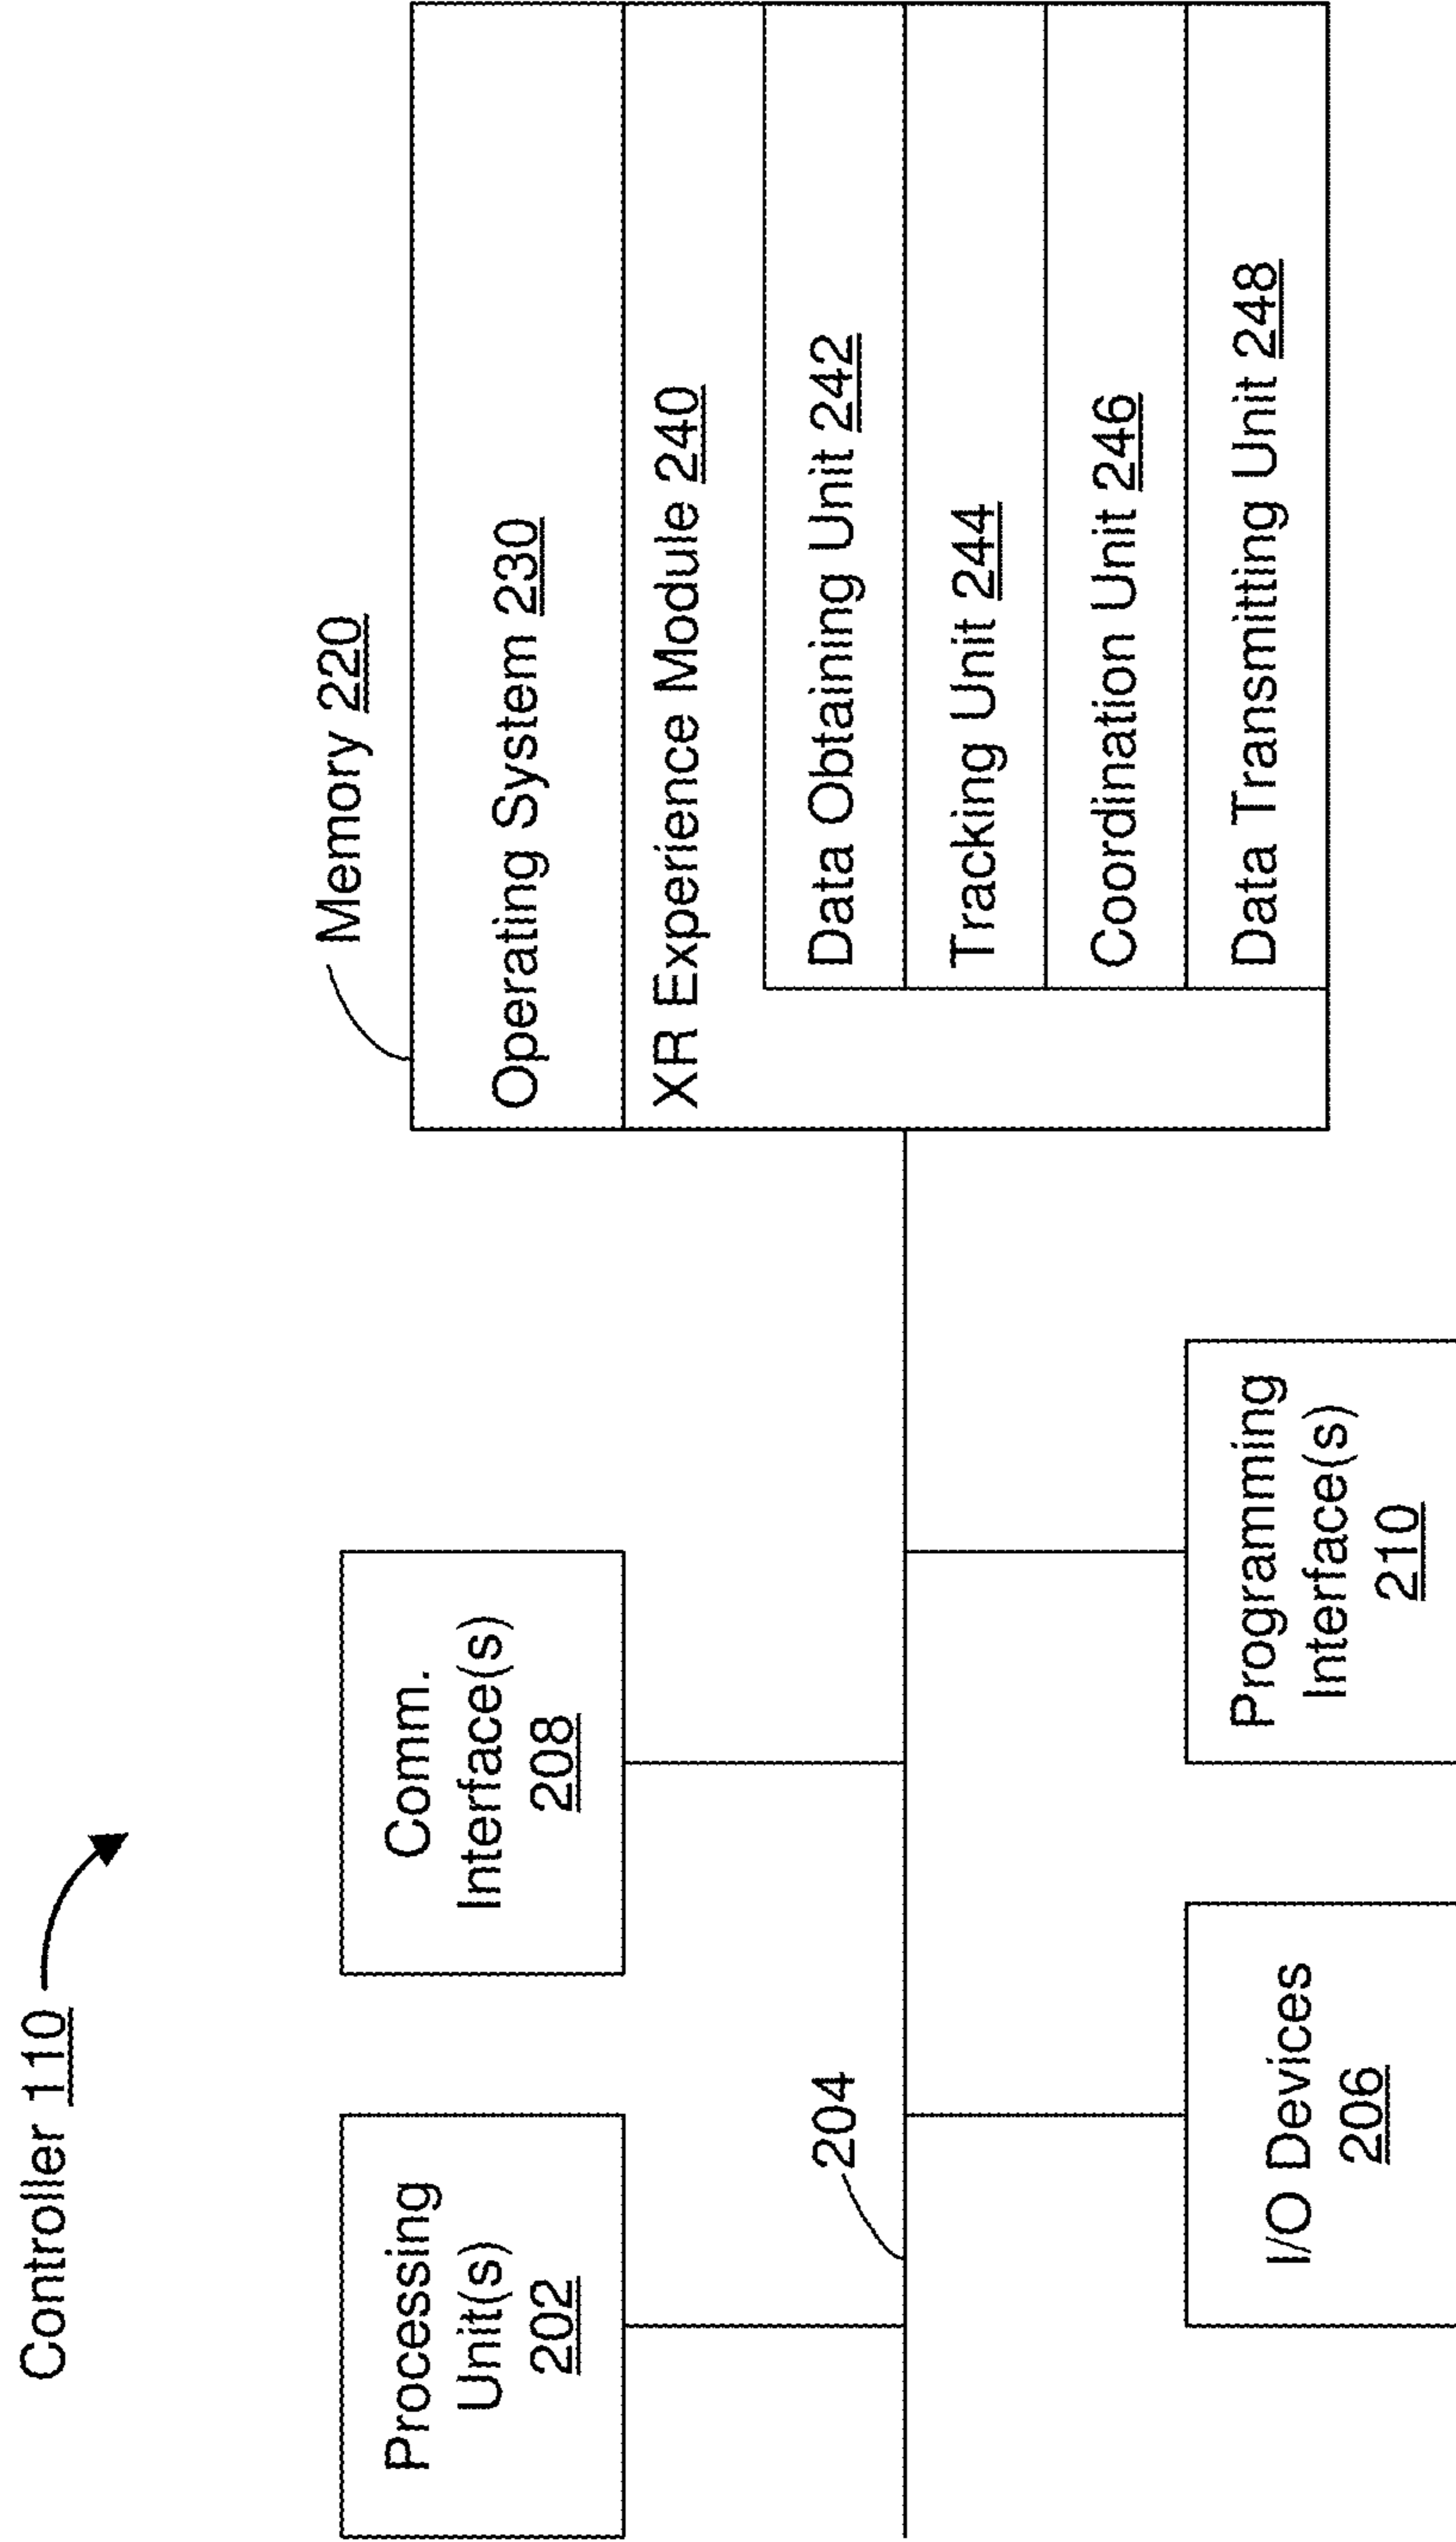 Controller 110
Memory 220
Processing
Unit(s)
202
Comm.
Interface(s)
208
204
I/O Devices
206
Programming
Interface(s)
210
Operating System 230
XR Experience Module 240
Data Obtaining Unit 242
Tracking Unit 244
Coordination Unit 246
Data Transmitting Unit 248